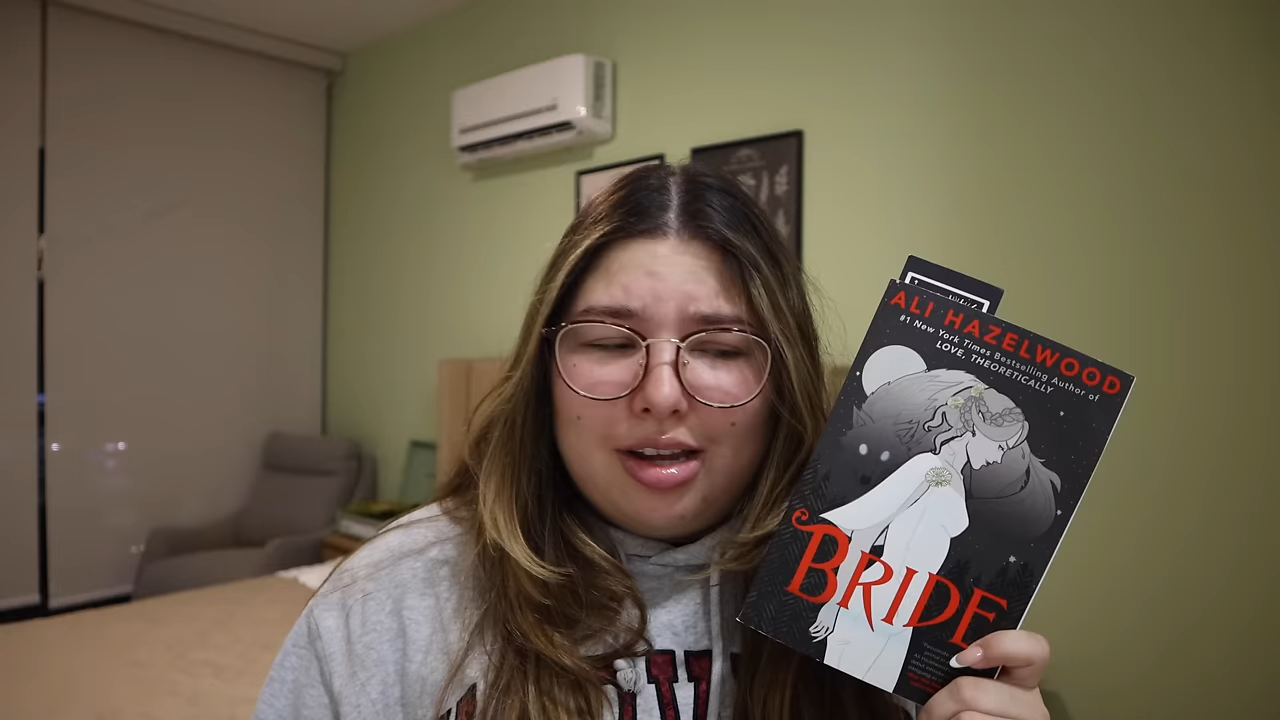 ALI HAZELWOOD
#1 New York Times Bestselling Author of
LOVE, THEORETICALLY
BRIDE